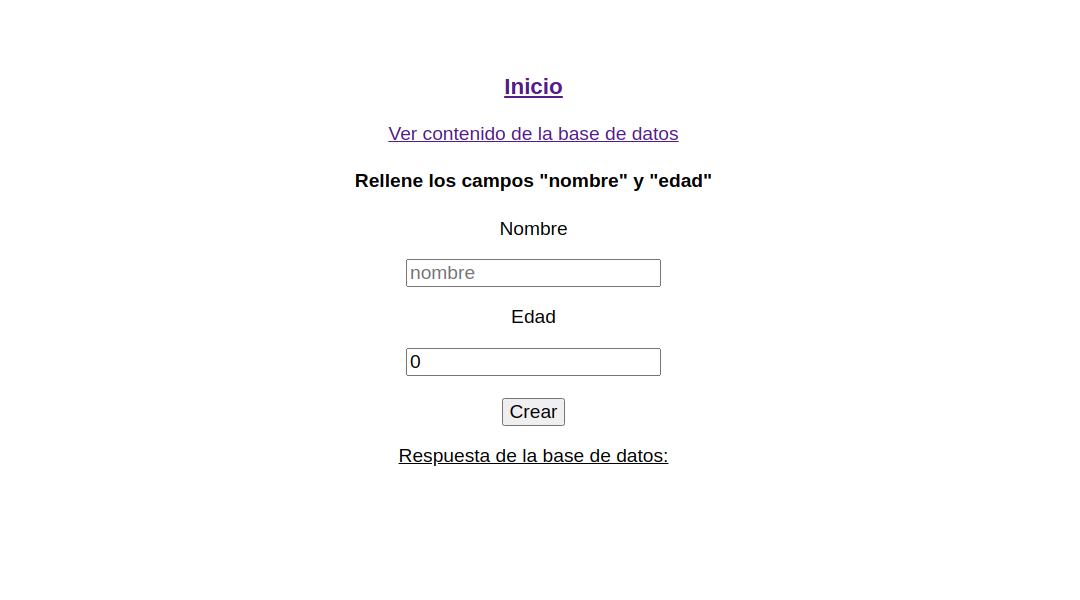 Inicio
Ver contenido de la base de datos
Rellene los campos "nombre" y "edad"
Nombre
nombre
Edad
0
Crear
Respuesta de la base de datos: